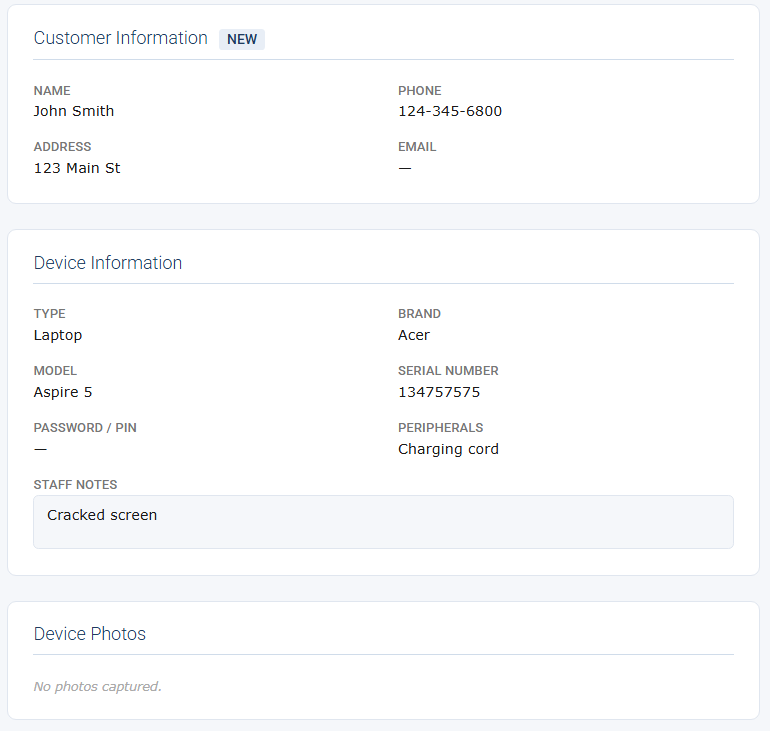 Customer Information NEW
NAME
John Smith
PHONE
124-345-6800
ADDRESS
123 Main St
EMAIL
—
Device Information
TYPE
Laptop
BRAND
Acer
MODEL
Aspire 5
SERIAL NUMBER
134757575
PASSWORD / PIN
—
PERIPHERALS
Charging cord
STAFF NOTES
Cracked screen
Device Photos
No photos captured.